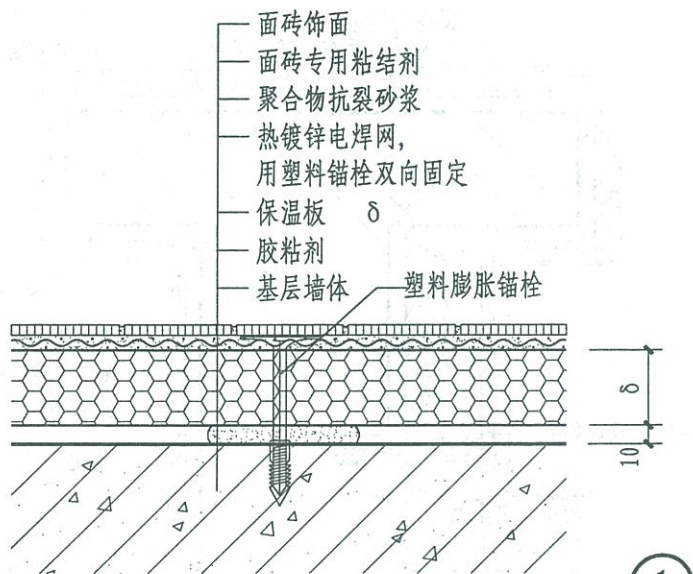 面砖饰面
面砖专用粘结剂
聚合物抗裂砂浆
热镀锌电焊网,
用塑料锚栓双向固定
保温板 δ
胶粘剂
基层墙体 塑料膨胀锚栓
δ
10